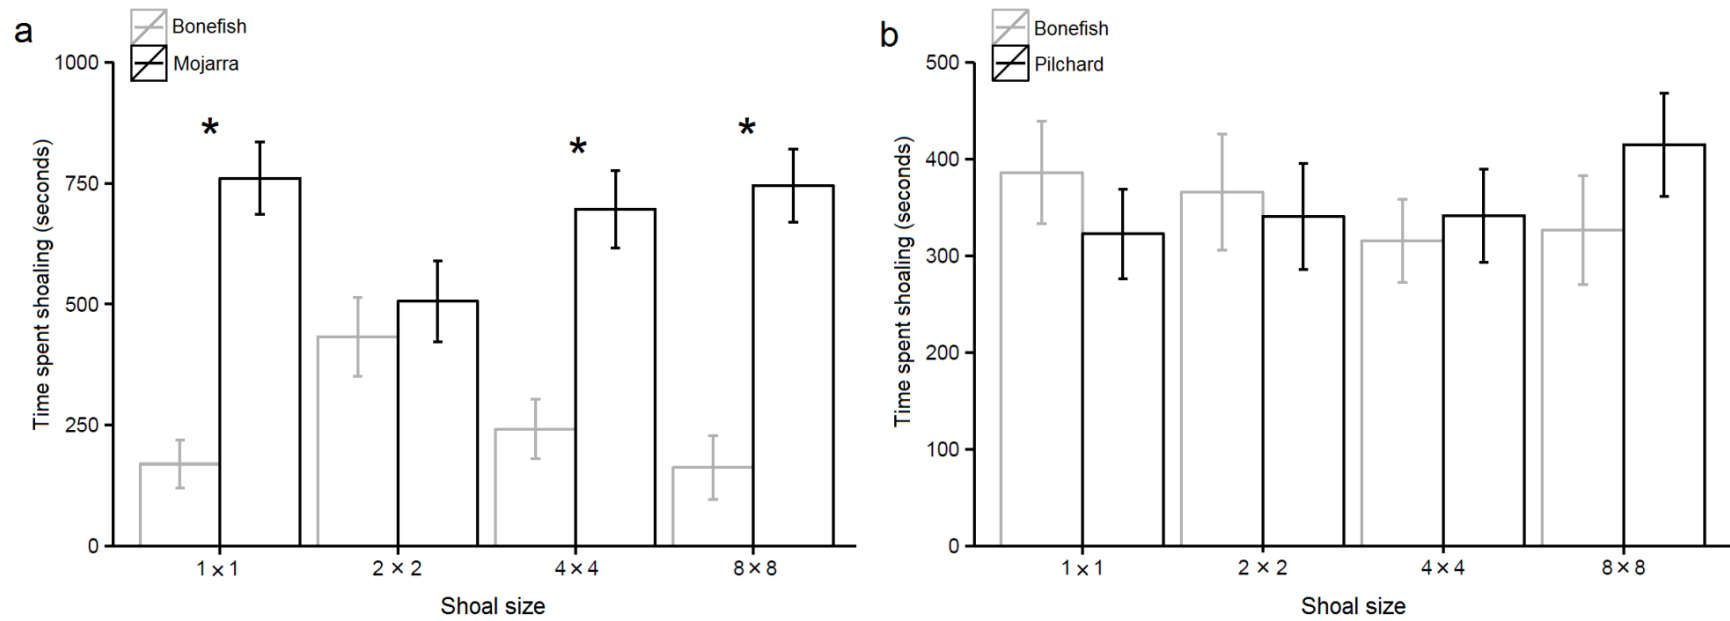 a
Bonefish
Mojarra
Time spent shoaling (seconds)
1000
750
500
250
0
*
*
*
1 × 1
2 × 2
4 × 4
8 × 8
Shoal size
b
Bonefish
Pilchard
Time spent shoaling (seconds)
500
400
300
200
100
0
1 × 1
2 × 2
4 × 4
8 × 8
Shoal size